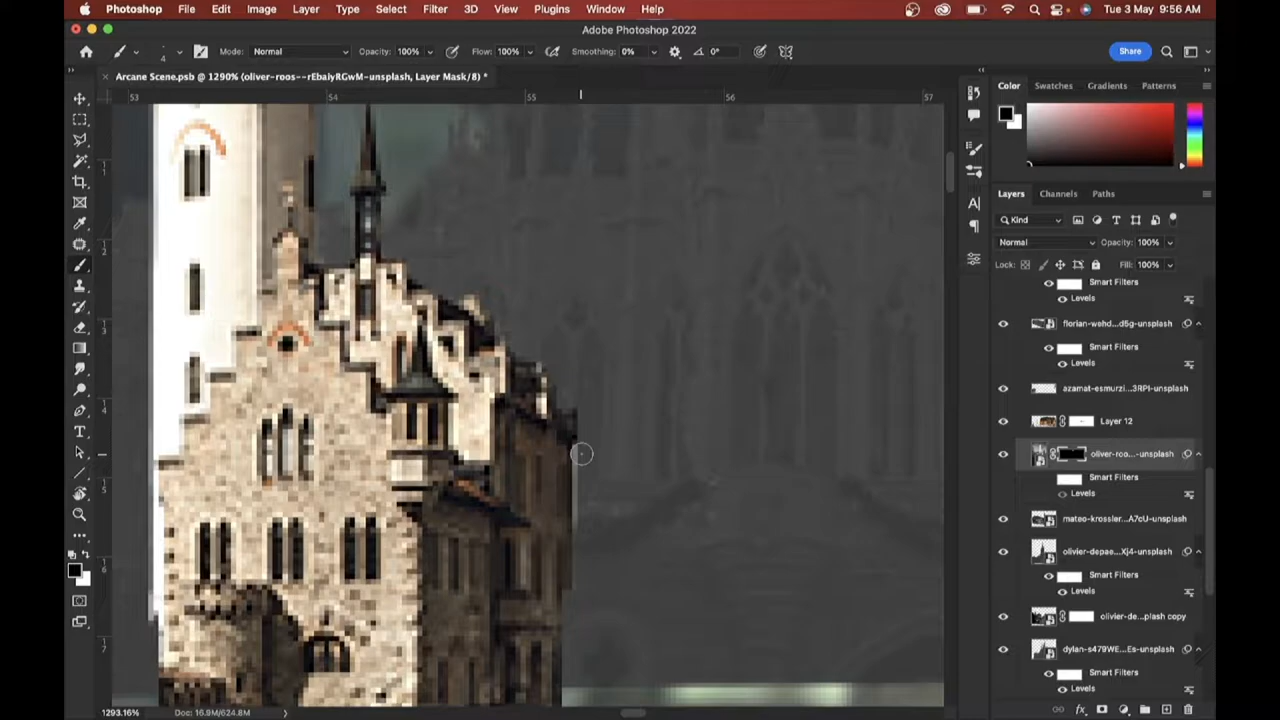 Photoshop File Edit Image Layer Type Select Filter 3D View Plugins Window Help Tue 3 May 9:56 AM
Adobe Photoshop 2022
4 Mode: Normal Opacity: 100% Flow: 100% Smoothing: 0% 0° Share
Arcane Scene.psb @ 1290% (oliver-roos--rEbaiyRGwM-unsplash, Layer Mask/8) *
53 54 55 56 57
Color Swatches Gradients Patterns
Layers Channels Paths
Kind
Normal Opacity: 100%
Lock: Fill: 100%
Smart Filters
Levels
florian-wehd...d5g-unsplash
Smart Filters
Levels
azamat-esmurzi...3RPI-unsplash
Layer 12
oliver-roo...-unsplash
Smart Filters
Levels
mateo-krossler...A7cU-unsplash
olivier-depae...Xj4-unsplash
Smart Filters
Levels
olivier-de...plash copy
dylan-s479WE...Es-unsplash
Smart Filters
Levels
1293.16% Doc: 16.9M/624.8M